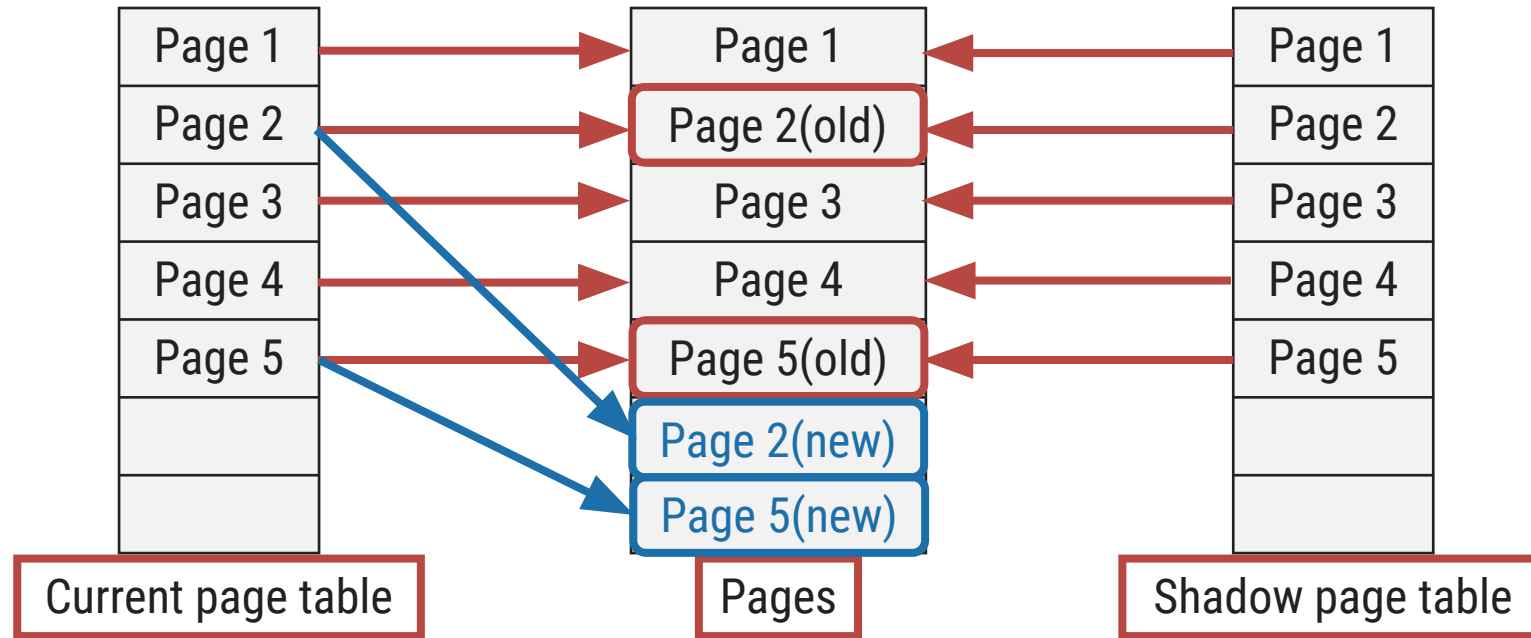 Page 1
Page 2
Page 3
Page 4
Page 5
Current page table
Page 1
Page 2(old)
Page 3
Page 4
Page 5(old)
Page 2(new)
Page 5(new)
Pages
Page 1
Page 2
Page 3
Page 4
Page 5
Shadow page table